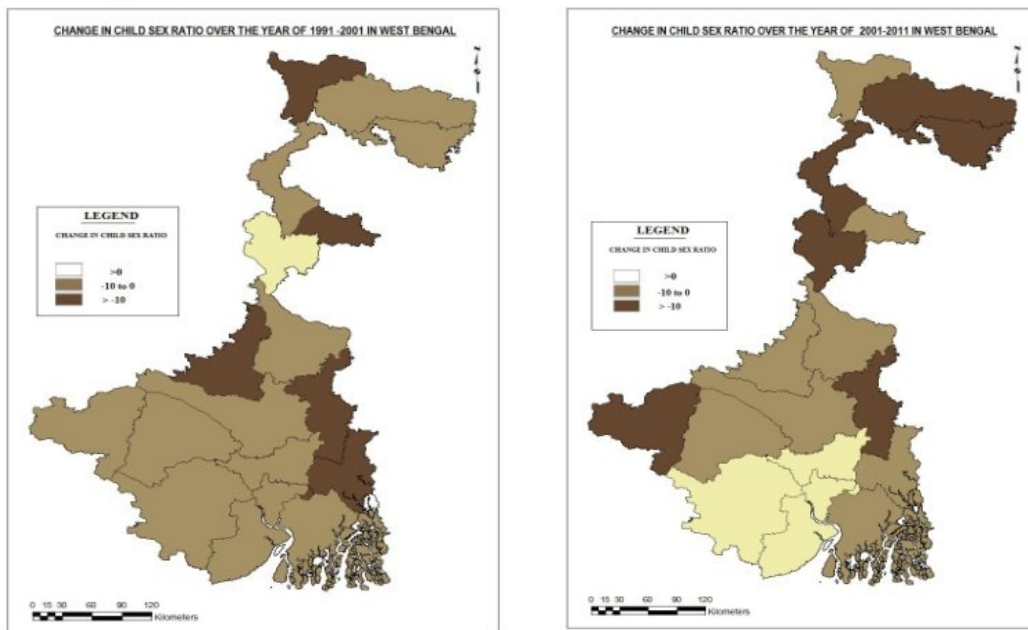 CHANGE IN CHILD SEX RATIO OVER THE YEAR OF 1991 -2001 IN WEST BENGAL
N
LEGEND
CHANGE IN CHILD SEX RATIO
>0
-10 to 0
> -10
0 15 30 60 90 120
Kilometers
CHANGE IN CHILD SEX RATIO OVER THE YEAR OF 2001-2011 IN WEST BENGAL
N
LEGEND
CHANGE IN CHILD SEX RATIO
>0
-10 to 0
> -10
0 15 30 60 90 120
Kilometers